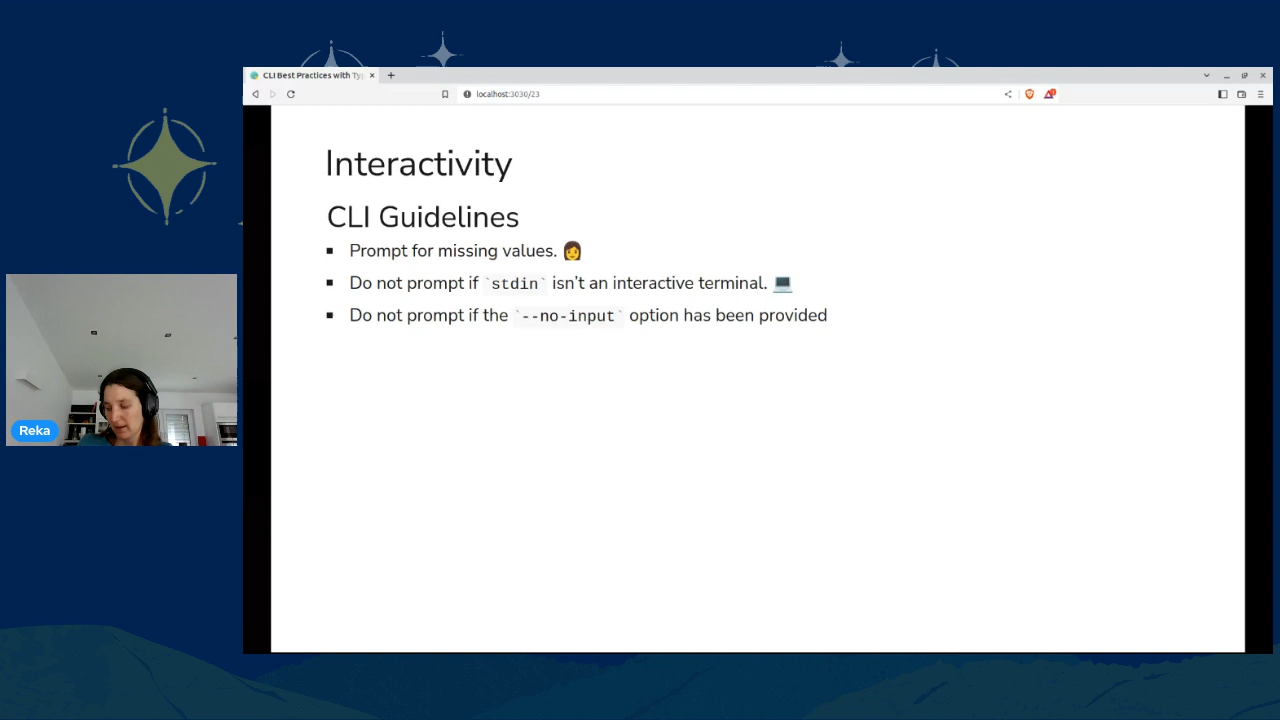 CLI Best Practices with Ty
localhost:3030/23
Interactivity
CLI Guidelines
Prompt for missing values. 👩
Do not prompt if `stdin` isn't an interactive terminal. 💻
Do not prompt if the `--no-input` option has been provided
Reka